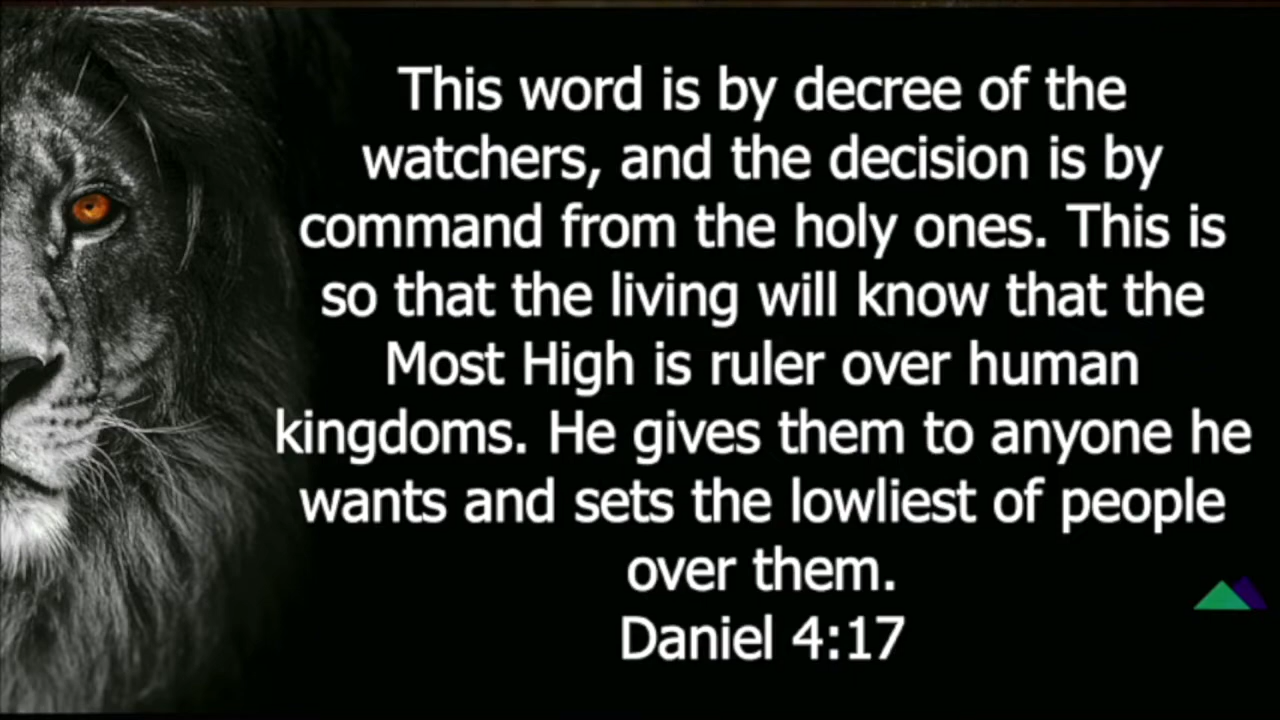 This word is by decree of the
watchers, and the decision is by
command from the holy ones. This is
so that the living will know that the
Most High is ruler over human
kingdoms. He gives them to anyone he
wants and sets the lowliest of people
over them.
Daniel 4:17